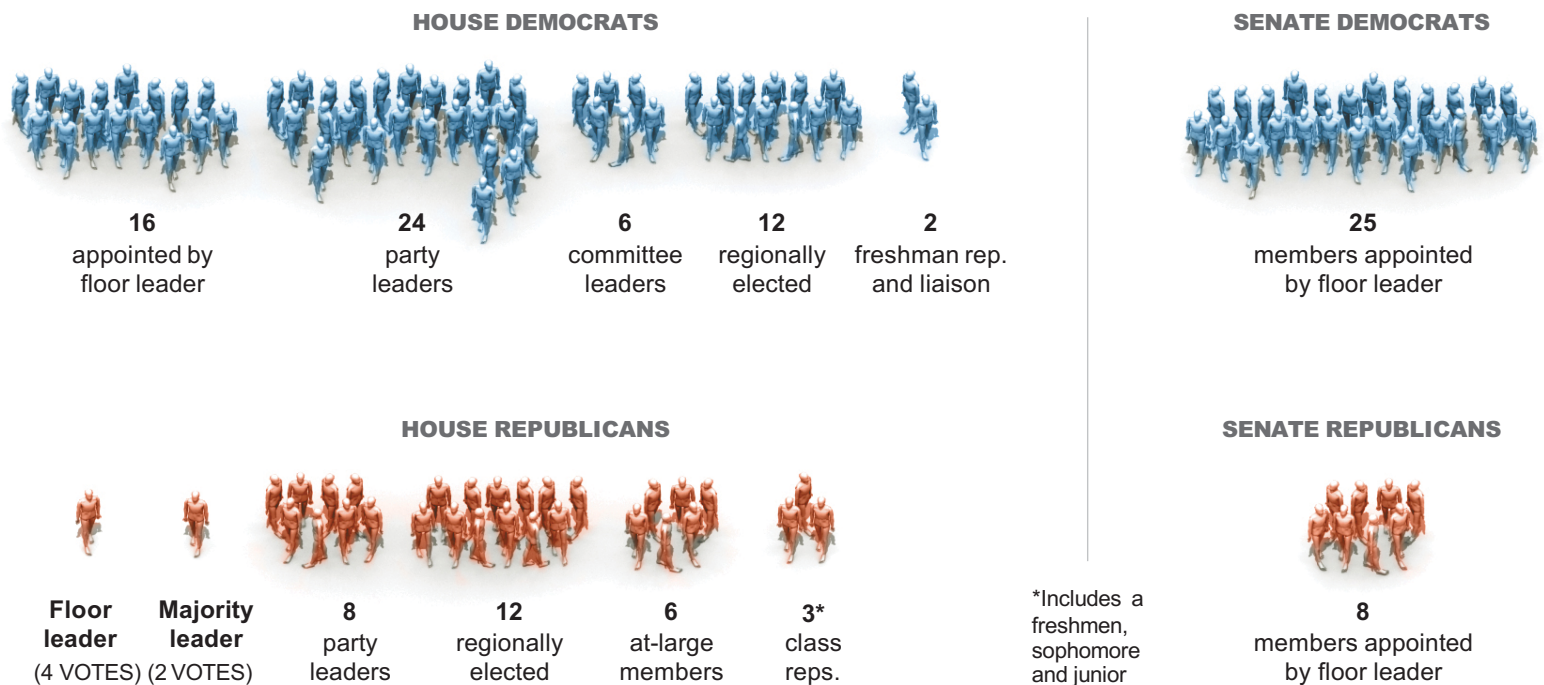 HOUSE DEMOCRATS
16
appointed by
floor leader
24
party
leaders
6
committee
leaders
12
regionally
elected
2
freshman rep.
and liaison
SENATE DEMOCRATS
25
members appointed
by floor leader
HOUSE REPUBLICANS
Floor
leader
(4 VOTES)
Majority
leader
(2 VOTES)
8
party
leaders
12
regionally
elected
6
at-large
members
3*
class
reps.
*Includes a
freshmen,
sophomore
and junior
SENATE REPUBLICANS
8
members appointed
by floor leader